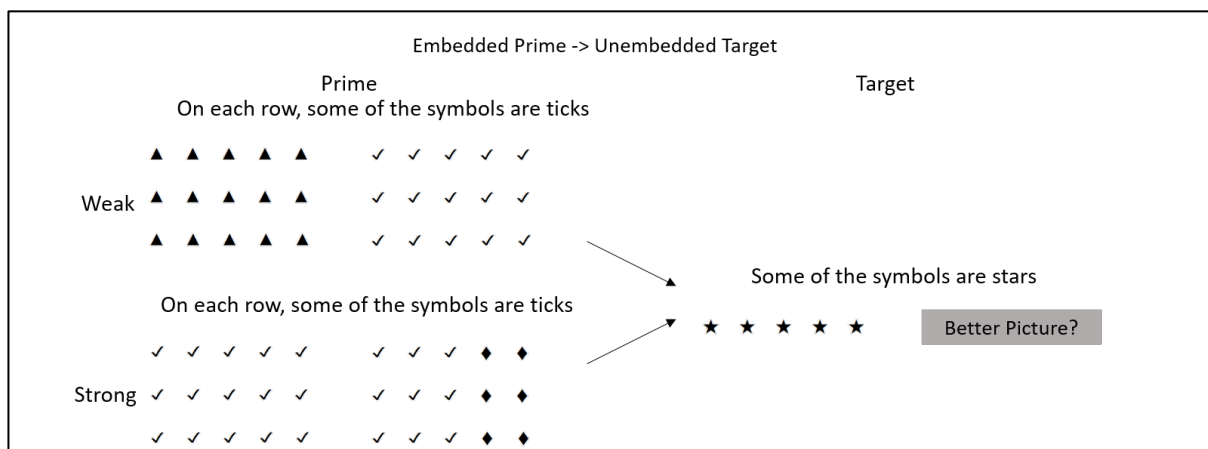 Embedded Prime -> Unembedded Target
Prime
Target
On each row, some of the symbols are ticks
Weak
On each row, some of the symbols are ticks
Strong
Some of the symbols are stars
Better Picture?